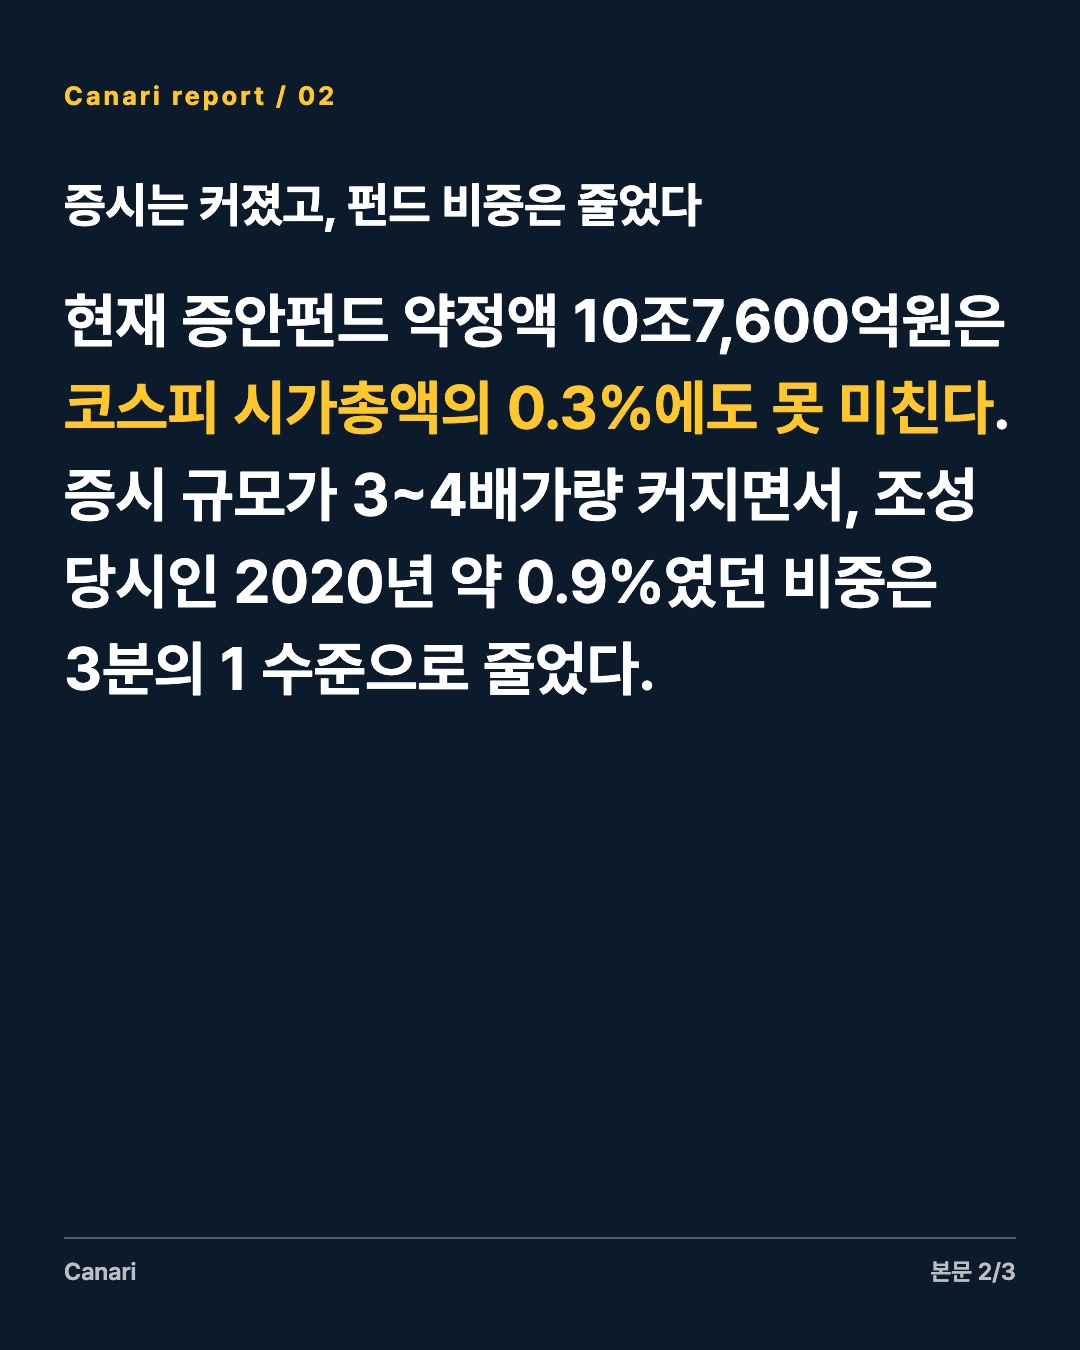 Canari report / 02
증시는 커졌고, 펀드 비중은 줄었다
현재 증안펀드 약정액 10조7,600억원은
코스피 시가총액의 0.3%에도 못 미친다.
증시 규모가 3~4배가량 커지면서, 조성
당시인 2020년 약 0.9%였던 비중은
3분의 1 수준으로 줄었다.
Canari
본문 2/3